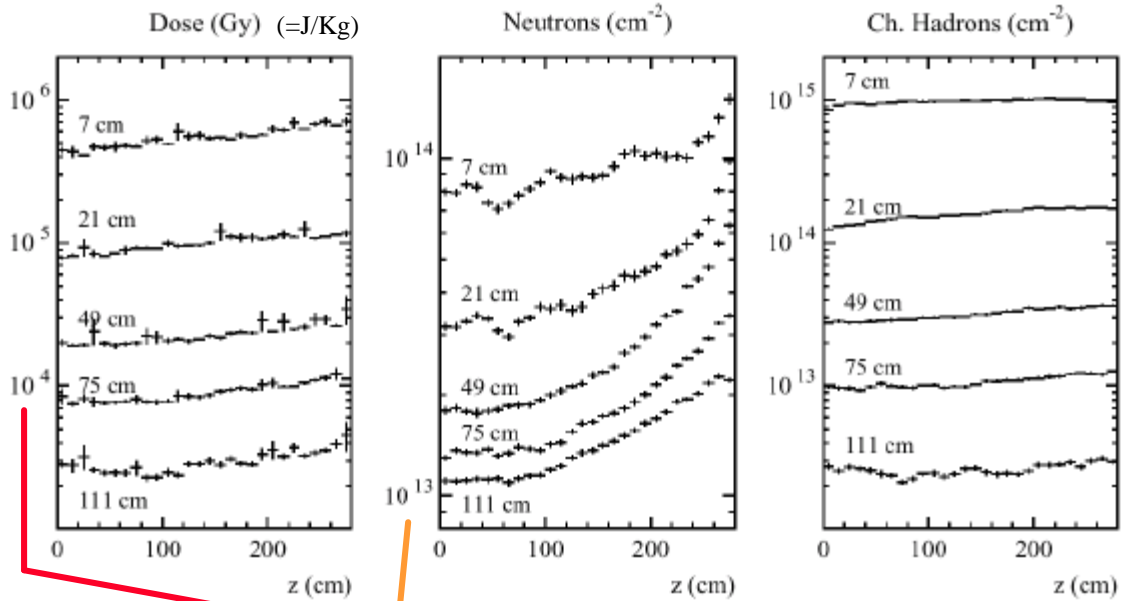 Dose (Gy) (=J/Kg)
10^6
7 cm
10^5
21 cm
49 cm
10^4
75 cm
111 cm
0 100 200
z (cm)
Neutrons (cm^-2)
10^14
7 cm
21 cm
49 cm
75 cm
10^13
111 cm
0 100 200
z (cm)
Ch. Hadrons (cm^-2)
10^15
7 cm
21 cm
10^14
49 cm
75 cm
10^13
111 cm
0 100 200
z (cm)